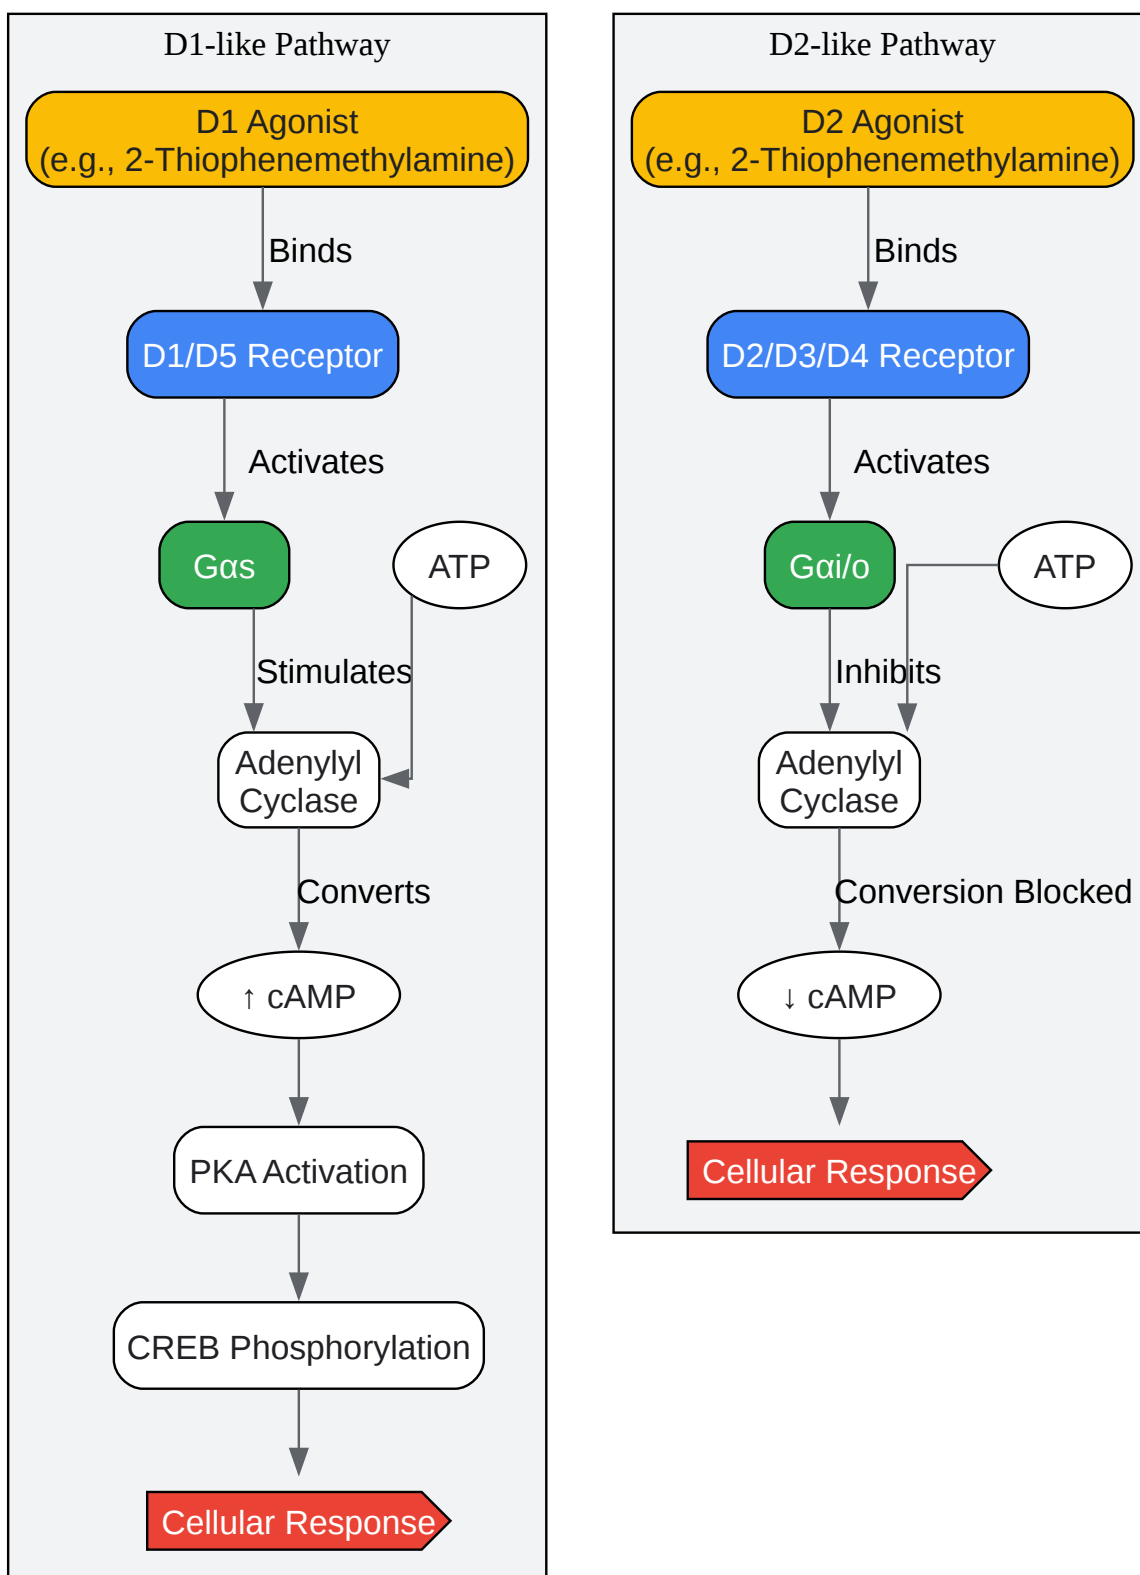 D1-like Pathway
D1 Agonist
(e.g., 2-Thiophenemethylamine)
Binds
D1/D5 Receptor
Activates
Gαs
ATP
Stimulates
Adenylyl
Cyclase
Converts
↑ cAMP
PKA Activation
CREB Phosphorylation
Cellular Response
D2-like Pathway
D2 Agonist
(e.g., 2-Thiophenemethylamine)
Binds
D2/D3/D4 Receptor
Activates
Gαi/o
ATP
Inhibits
Adenylyl
Cyclase
Conversion Blocked
↓ cAMP
Cellular Response